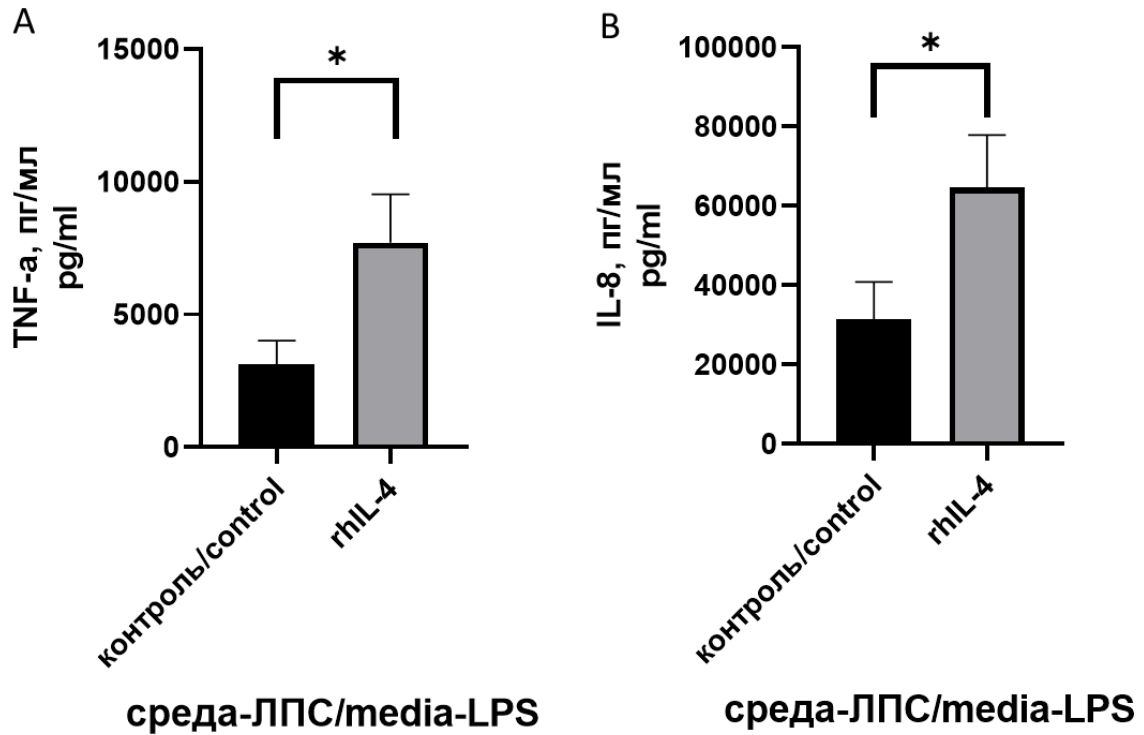 A
15000
10000
5000
0
TNF-a, пг/мл
pg/ml
*
контроль/control
rhIL-4
среда-ЛПС/media-LPS
B
100000
80000
60000
40000
20000
0
IL-8, пг/мл
pg/ml
*
контроль/control
rhIL-4
среда-ЛПС/media-LPS